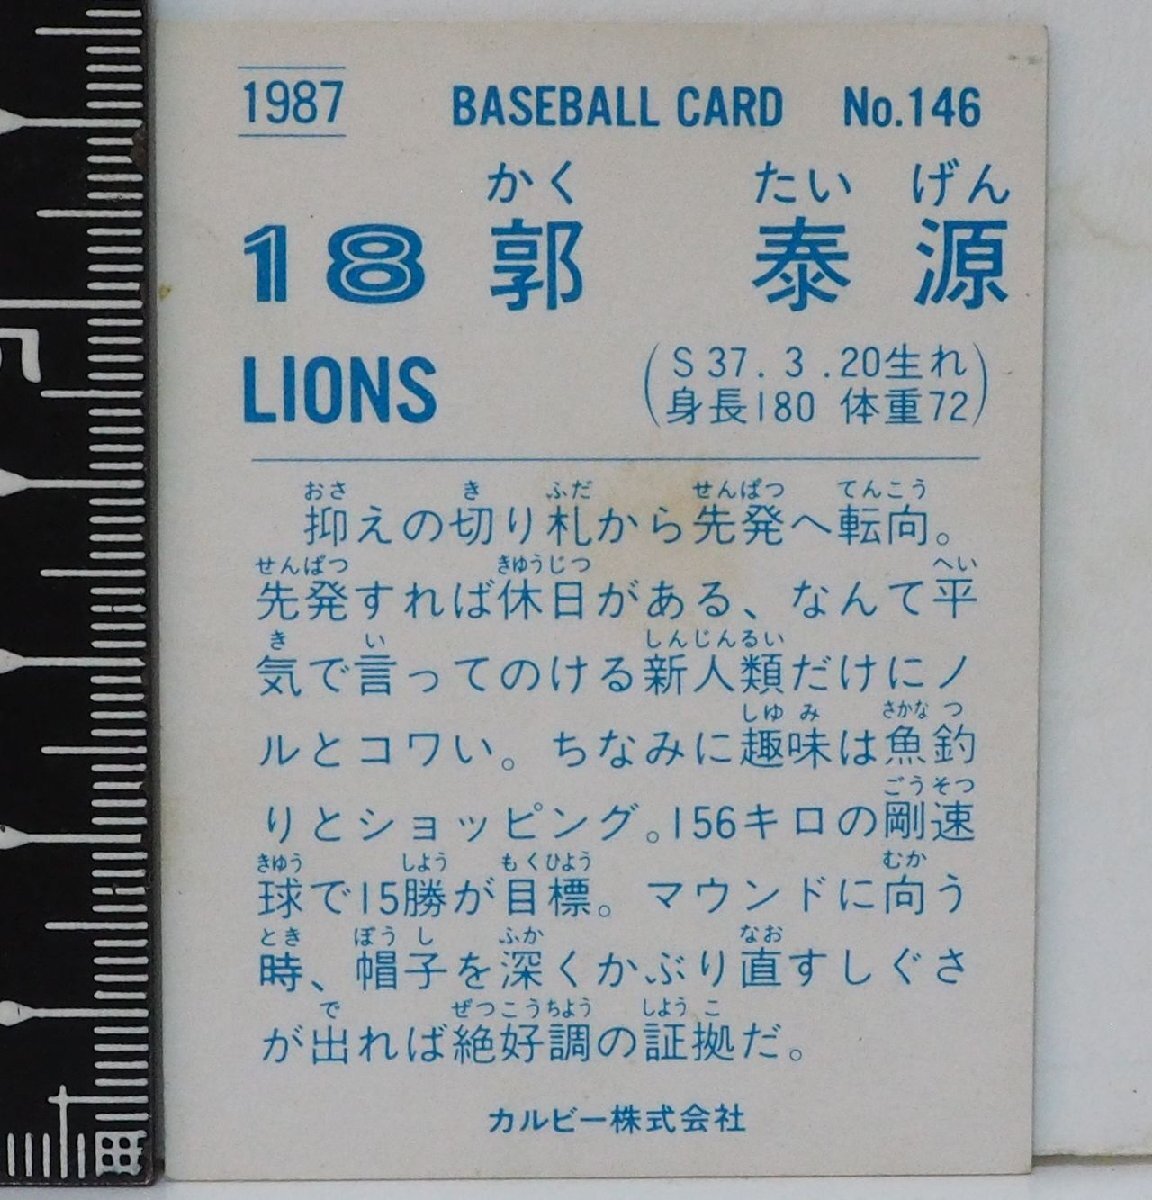 1987 BASEBALL CARD No.146
かく たい げん
18 郭 泰 源
LIONS
(S37.3.20生れ
身長180 体重72)
おさ き ふだ せんぱつ てんこう
抑えの切り札から先発へ転向。
せんぱつ きゆうじつ へい
先発すれば休日がある、なんて平
き い しんじんるい
気で言ってのける新人類だけにノ
しゆ み さかな つ
ルとコワい。ちなみに趣味は魚釣
ごうそつ
りとショッピング。156キロの剛速
きゆう しよう もくひよう むか
球で15勝が目標。マウンドに向う
とき ぼう し ふか なお
時、帽子を深くかぶり直すしぐさ
で ぜつこうちよう しよう こ
が出れば絶好調の証拠だ。
カルビー株式会社